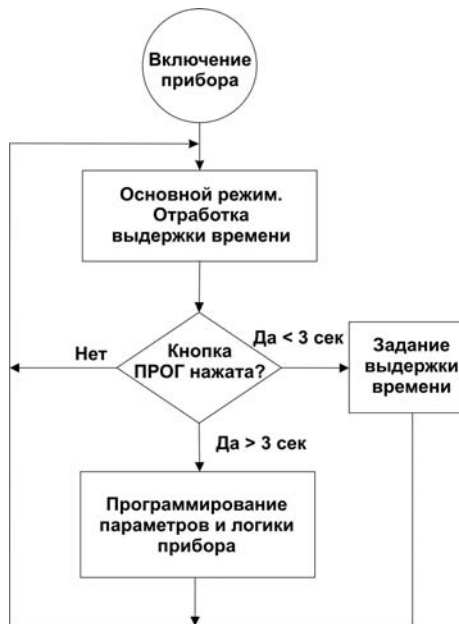 Включение
прибора
Основной режим.
Отработка
выдержки времени
Нет
Кнопка
ПРОГ нажата?
Да < 3 сек
Задание
выдержки
времени
Да > 3 сек
Программирование
параметров и логики
прибора